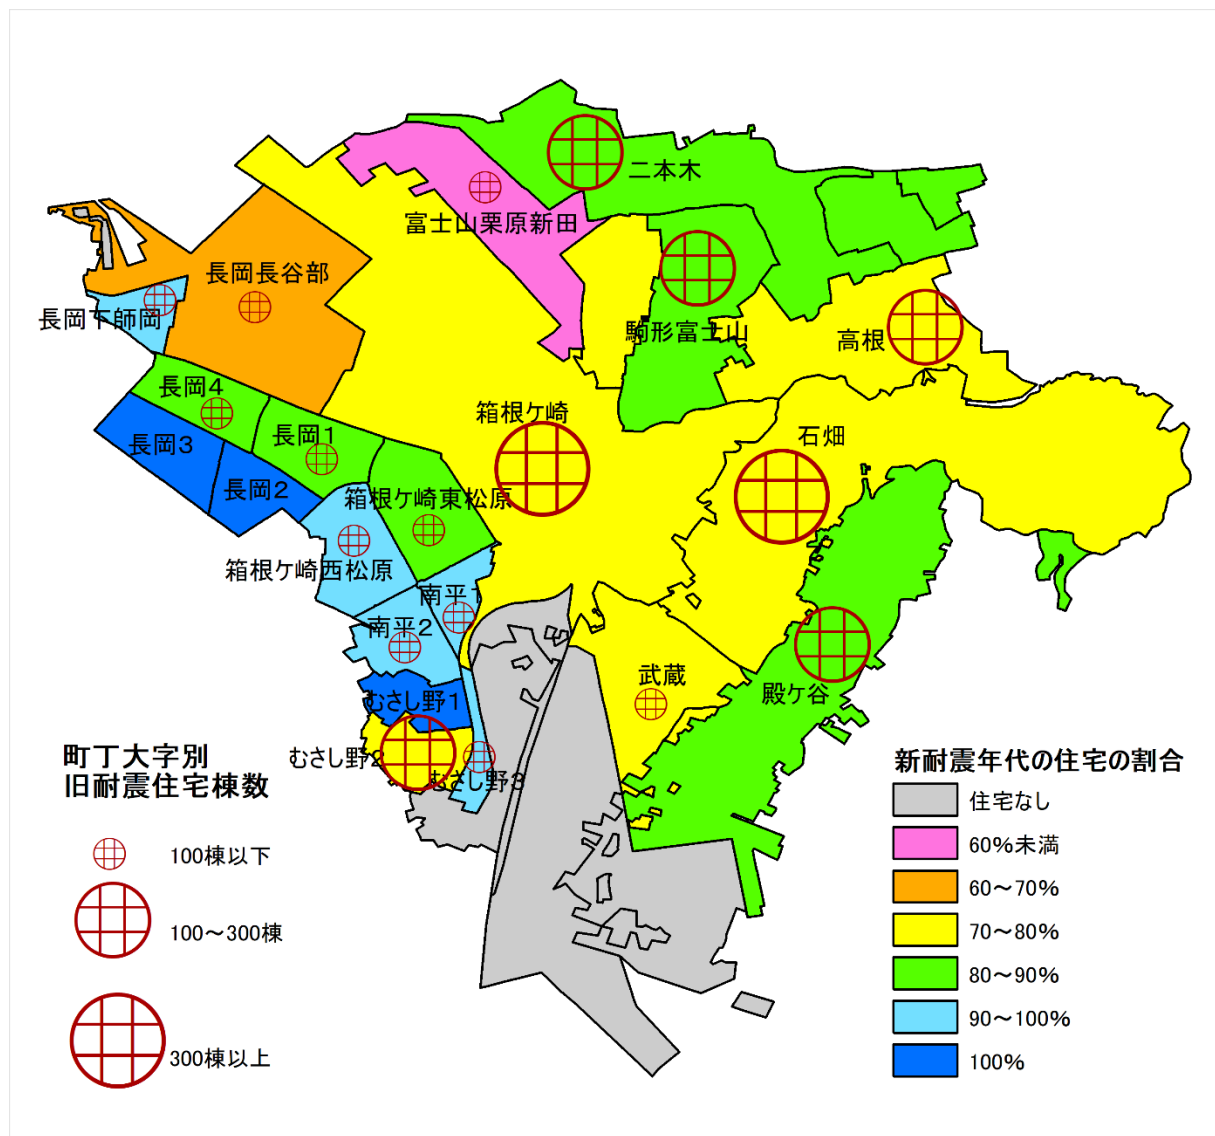 二本木
富士山栗原新田
長岡長谷部
長岡下師岡
駒形富士山
高根
長岡4
箱根ケ崎
長岡1
石畑
長岡3
長岡2
箱根ケ崎東松原
箱根ケ崎西松原
南平1
南平2
武蔵
殿ケ谷
むさし野1
むさし野2
むさし野3
町丁大字別
旧耐震住宅棟数
100棟以下
100～300棟
300棟以上
新耐震年代の住宅の割合
住宅なし
60%未満
60～70%
70～80%
80～90%
90～100%
100%